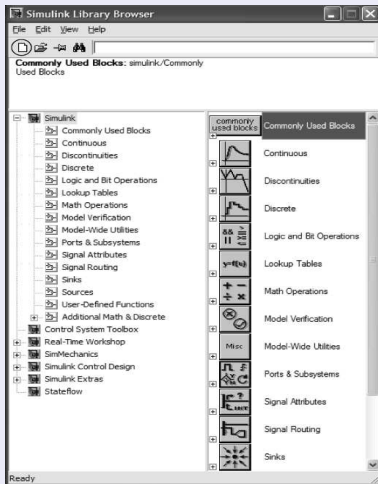 Simulink Library Browser
File Edit View Help
Commonly Used Blocks: simulink/Commonly
Used Blocks
Simulink
Commonly Used Blocks
Continuous
Discontinuities
Discrete
Logic and Bit Operations
Lookup Tables
Math Operations
Model Verification
Model-Wide Utilities
Ports & Subsystems
Signal Attributes
Signal Routing
Sinks
Sources
User-Defined Functions
Additional Math & Discrete
Control System Toolbox
Real-Time Workshop
SimMechanics
Simulink Control Design
Simulink Extras
Stateflow
commonly
used blocks
Commonly Used Blocks
Continuous
Discontinuities
Discrete
Logic and Bit Operations
y=f(u)
Lookup Tables
Math Operations
Model Verification
Misc
Model-Wide Utilities
Ports & Subsystems
Signal Attributes
Signal Routing
Sinks
Ready